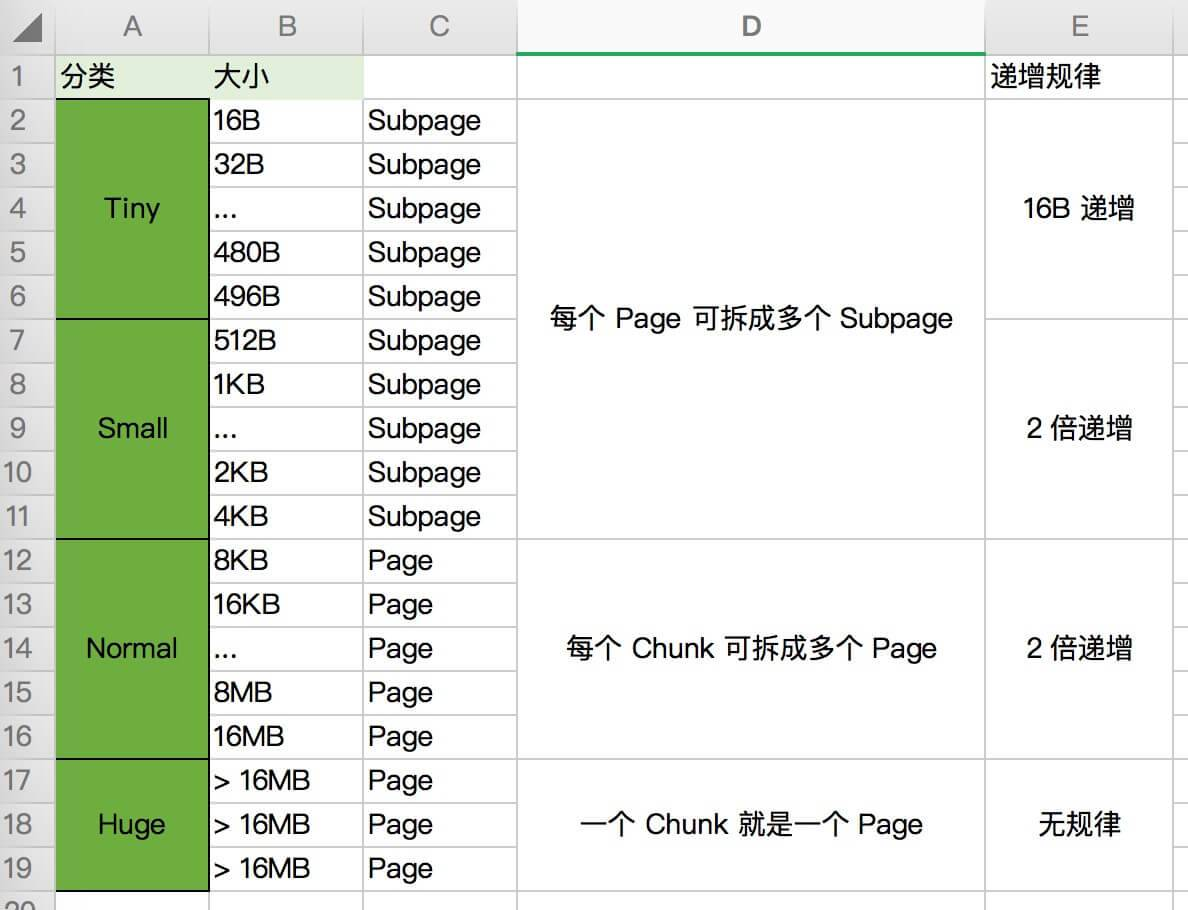 A B C D E
1 分类 大小 递增规律
2 16B Subpage
3 32B Subpage
4 Tiny ... Subpage 16B 递增
5 480B Subpage
6 496B Subpage
每个 Page 可拆成多个 Subpage
7 512B Subpage
8 1KB Subpage
9 Small ... Subpage 2 倍递增
10 2KB Subpage
11 4KB Subpage
12 8KB Page
13 16KB Page
14 Normal ... Page 每个 Chunk 可拆成多个 Page 2 倍递增
15 8MB Page
16 16MB Page
17 > 16MB Page
18 Huge > 16MB Page 一个 Chunk 就是一个 Page 无规律
19 > 16MB Page
20